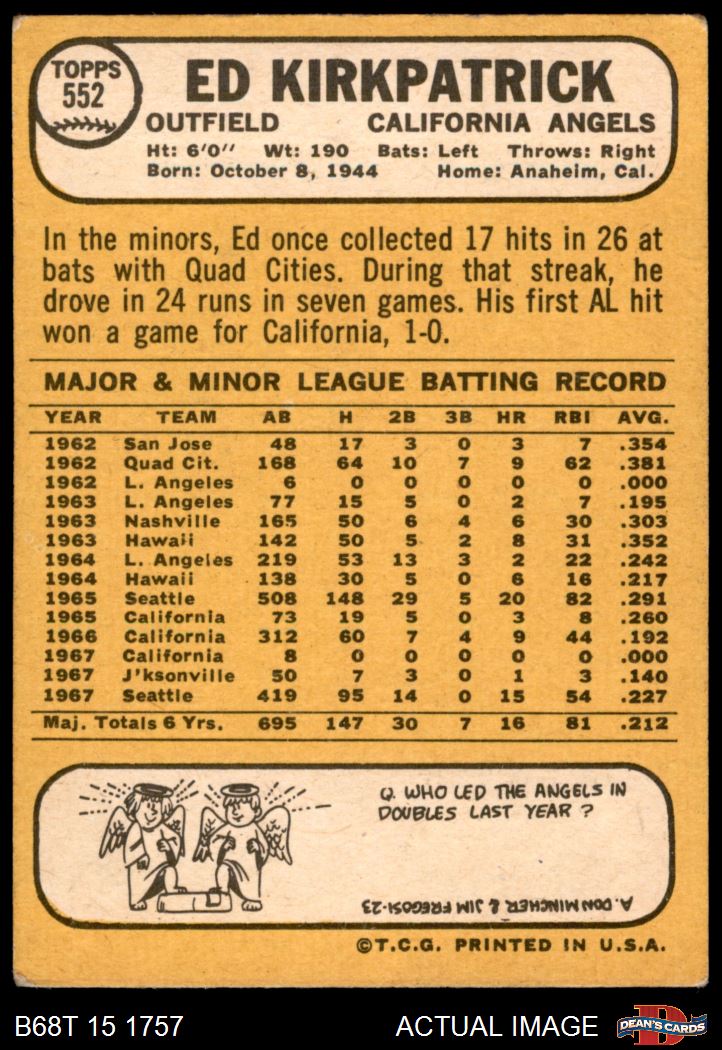 TOPPS
552
ED KIRKPATRICK
OUTFIELD CALIFORNIA ANGELS
Ht: 6'0" Wt: 190 Bats: Left Throws: Right
Born: October 8, 1944 Home: Anaheim, Cal.
In the minors, Ed once collected 17 hits in 26 at
bats with Quad Cities. During that streak, he
drove in 24 runs in seven games. His first AL hit
won a game for California, 1-0.
MAJOR & MINOR LEAGUE BATTING RECORD
YEAR TEAM AB H 2B 3B HR RBI AVG.
1962 San Jose 48 17 3 0 3 7 .354
1962 Quad Cit. 168 64 10 7 9 62 .381
1962 L. Angeles 6 0 0 0 0 0 .000
1963 L. Angeles 77 15 5 0 2 7 .195
1963 Nashville 165 50 6 4 6 30 .303
1963 Hawaii 142 50 5 2 8 31 .352
1964 L. Angeles 219 53 13 3 2 22 .242
1964 Hawaii 138 30 5 0 6 16 .217
1965 Seattle 508 148 29 5 20 82 .291
1965 California 73 19 5 0 3 8 .260
1966 California 312 60 7 4 9 44 .192
1967 California 8 0 0 0 0 0 .000
1967 J'ksonville 50 7 3 0 1 3 .140
1967 Seattle 419 95 14 0 15 54 .227
Maj. Totals 6 Yrs. 695 147 30 7 16 81 .212
Q. WHO LED THE ANGELS IN
DOUBLES LAST YEAR ?
A. DON MINCHER & JIM FREGOSI-23
©T.C.G. PRINTED IN U.S.A.
B68T 15 1757 ACTUAL IMAGE DEAN'S CARDS